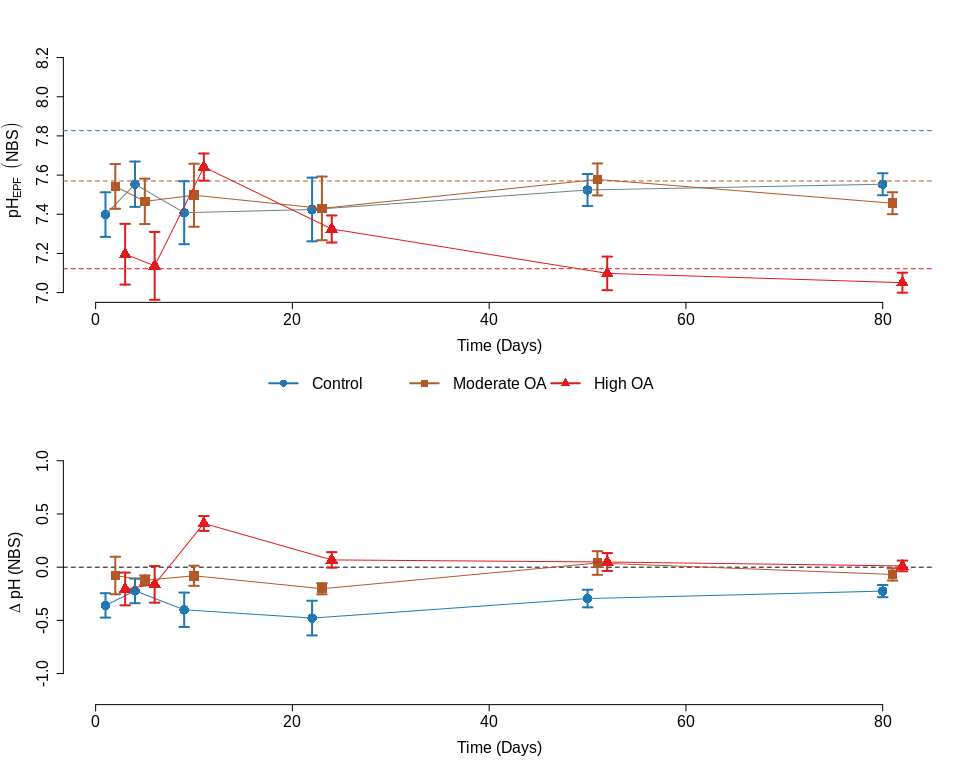 8.2
8.0
7.8
7.6
7.4
7.2
7.0
pHEPF (NBS)
0 20 40 60 80
Time (Days)
Control Moderate OA High OA
1.0
0.5
0.0
-0.5
-1.0
Δ pH (NBS)
0 20 40 60 80
Time (Days)